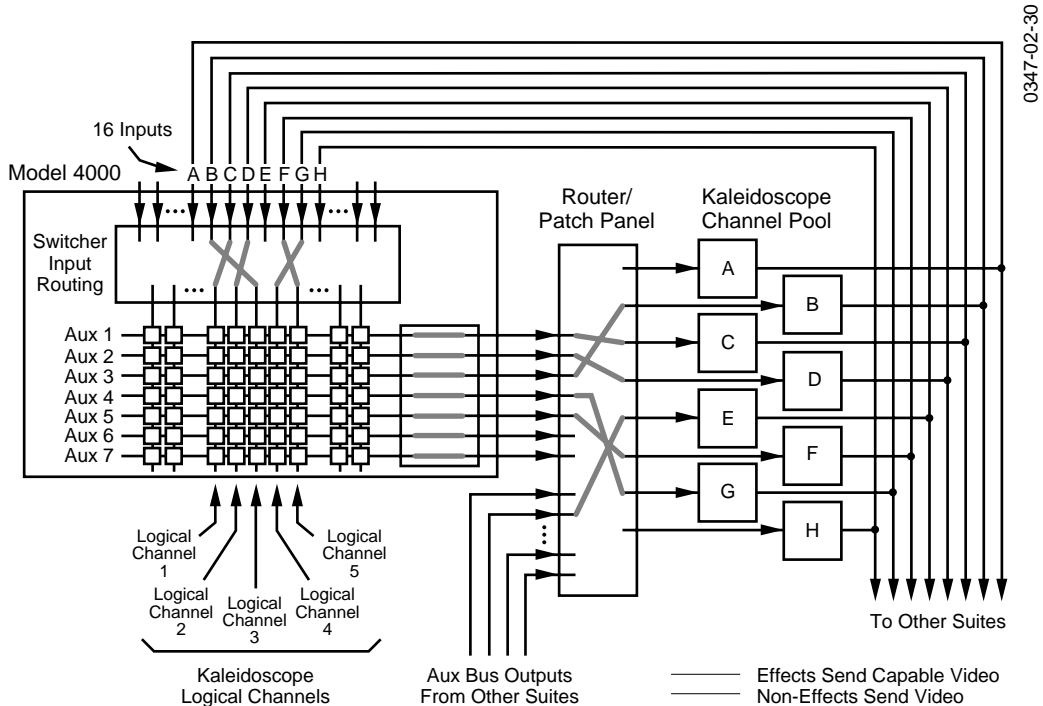 0347-02-30
16 Inputs
Model 4000
A B C D E F G H
...
...
Switcher
Input
Routing
...
...
Router/
Patch Panel
Kaleidoscope
Channel Pool
A
B
C
D
E
F
G
H
Aux 1
Aux 2
Aux 3
Aux 4
Aux 5
Aux 6
Aux 7
Logical
Channel
1
Logical
Channel
2
Logical
Channel
3
Logical
Channel
4
Logical
Channel
5
Kaleidoscope
Logical Channels
Aux Bus Outputs
From Other Suites
To Other Suites
Effects Send Capable Video
Non-Effects Send Video